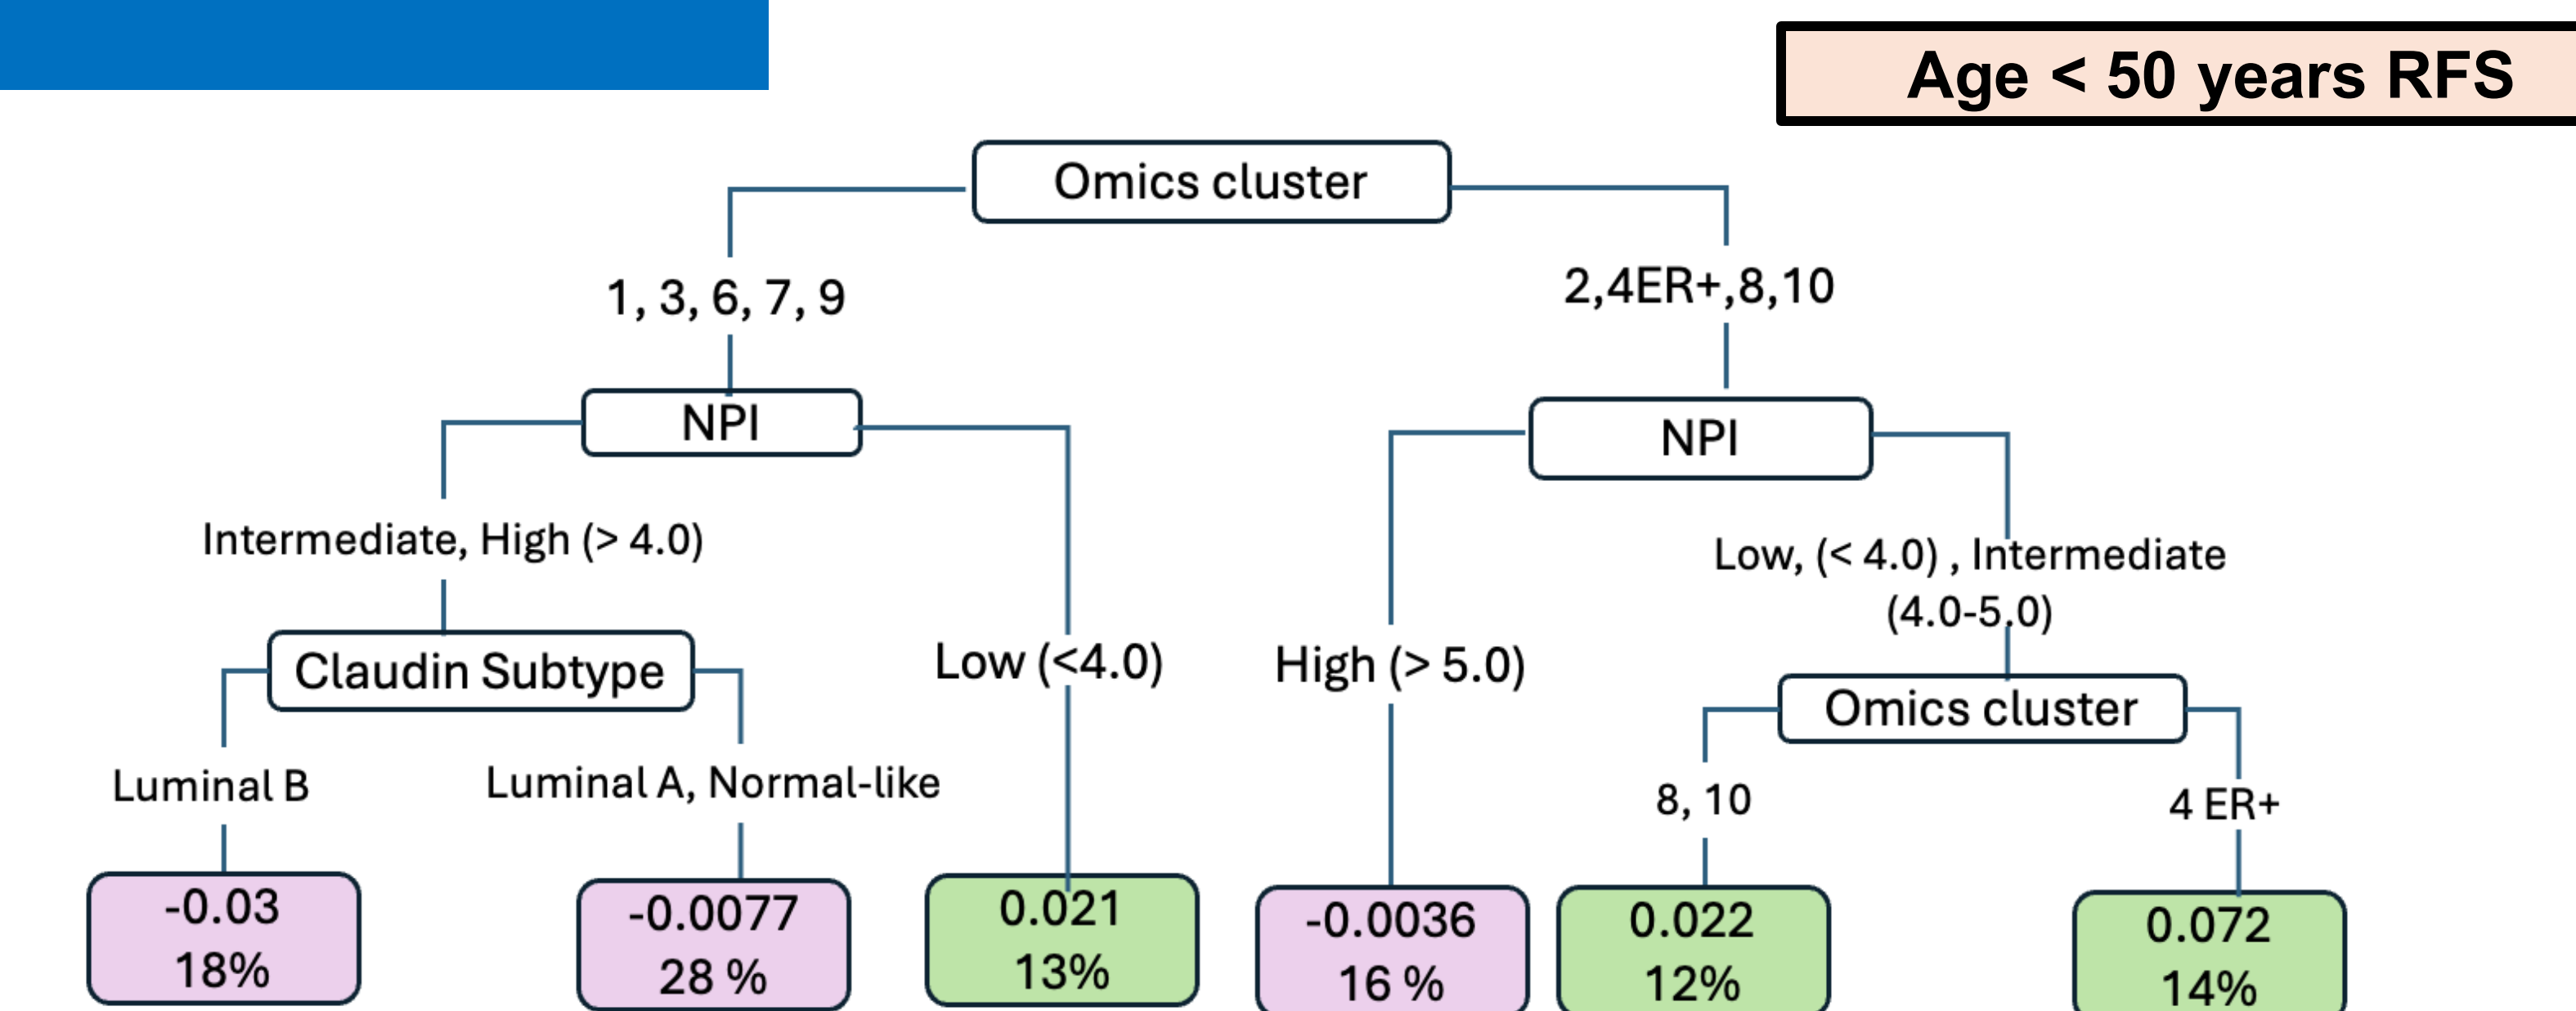 Age < 50 years RFS
Omics cluster
1, 3, 6, 7, 9
2,4ER+,8,10
NPI
NPI
Intermediate, High (> 4.0)
Low, (< 4.0) , Intermediate
(4.0-5.0)
Claudin Subtype
Low (<4.0)
High (> 5.0)
Omics cluster
Luminal B
Luminal A, Normal-like
8, 10
4 ER+
-0.03
18%
-0.0077
28 %
0.021
13%
-0.0036
16 %
0.022
12%
0.072
14%